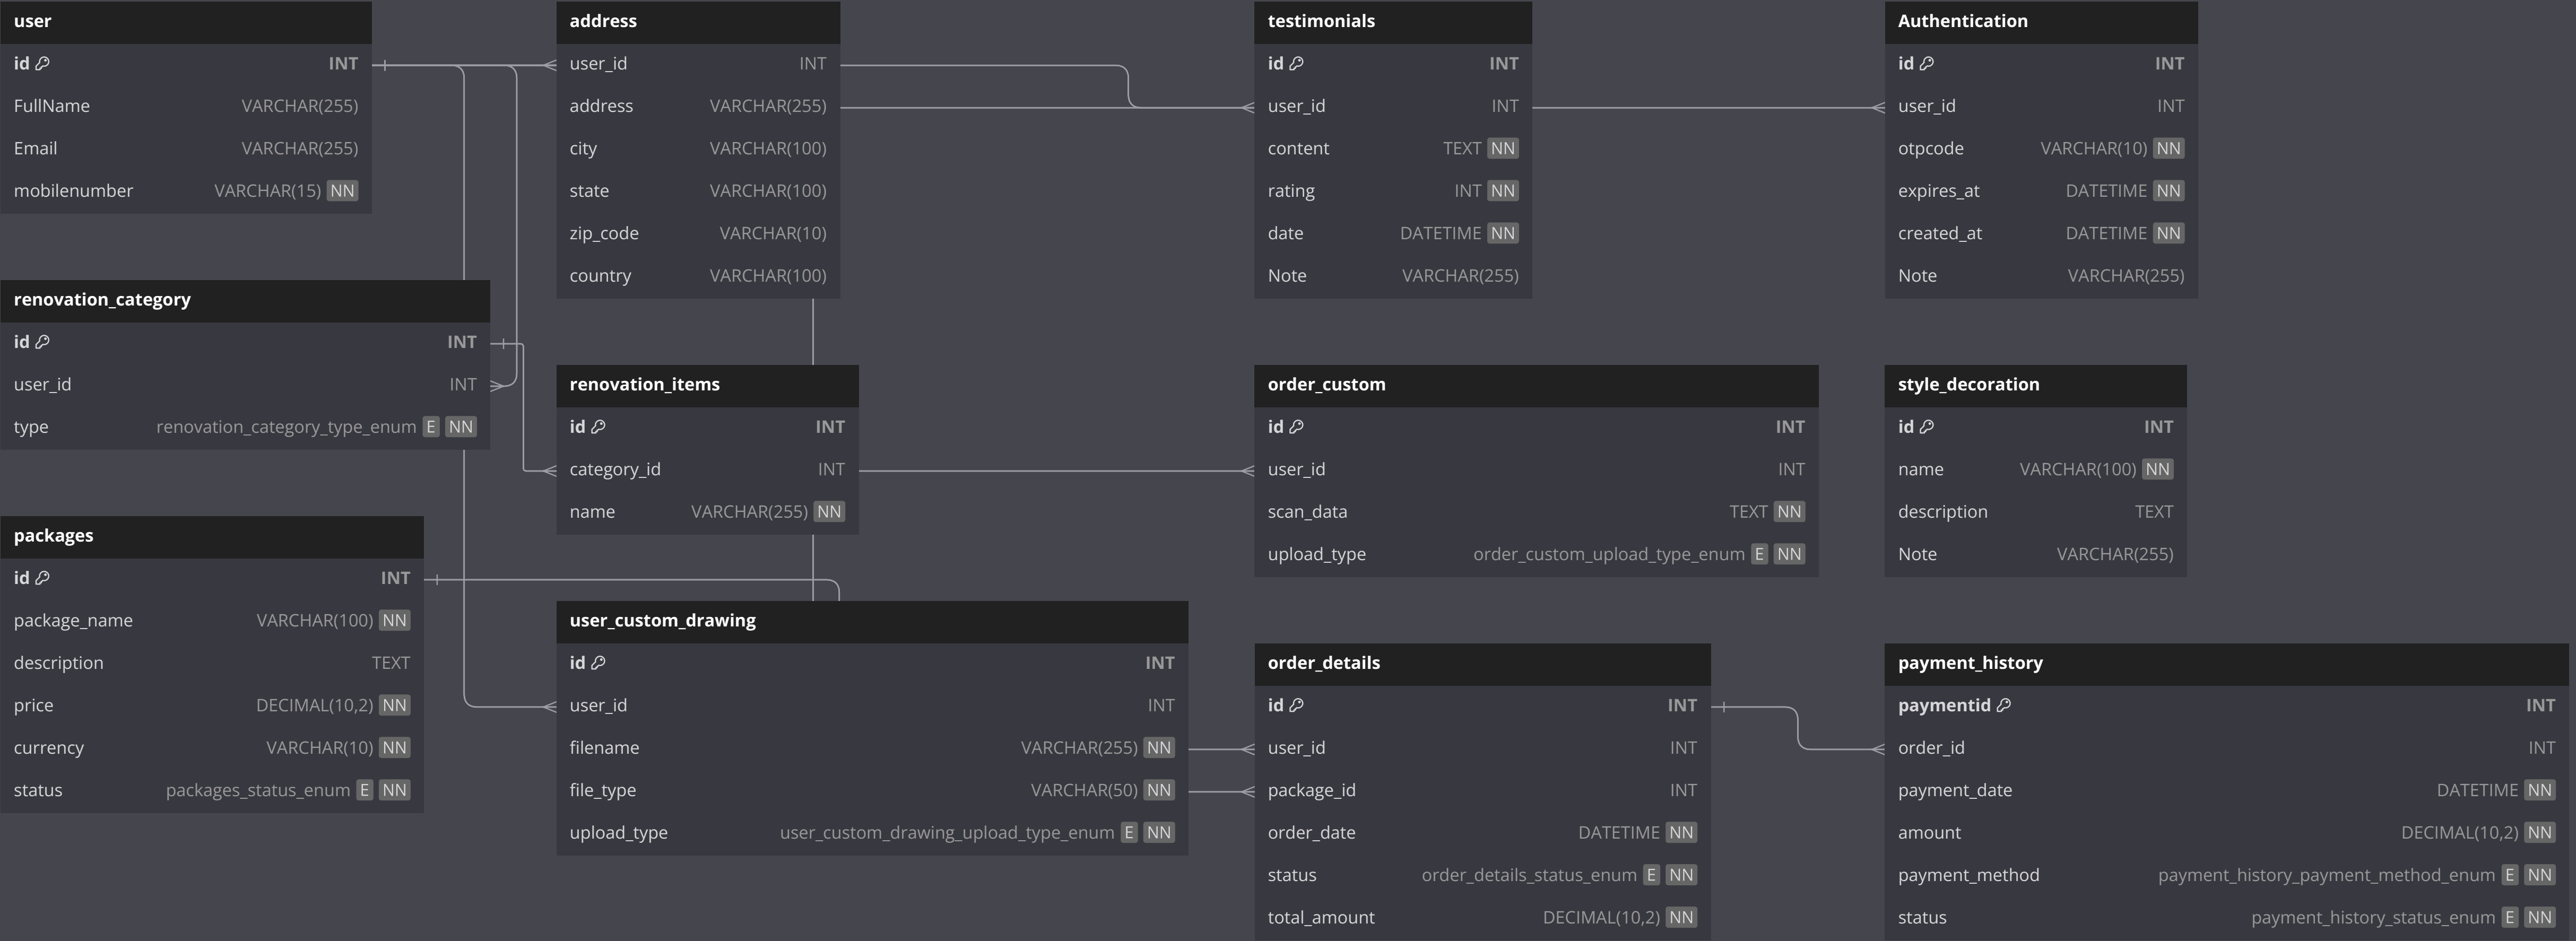 user
id INT
FullName VARCHAR(255)
Email VARCHAR(255)
mobilenumber VARCHAR(15) NN
address
user_id INT
address VARCHAR(255)
city VARCHAR(100)
state VARCHAR(100)
zip_code VARCHAR(10)
country VARCHAR(100)
testimonials
id INT
user_id INT
content TEXT NN
rating INT NN
date DATETIME NN
Note VARCHAR(255)
Authentication
id INT
user_id INT
otpcode VARCHAR(10) NN
expires_at DATETIME NN
created_at DATETIME NN
Note VARCHAR(255)
renovation_category
id INT
user_id INT
type renovation_category_type_enum E NN
renovation_items
id INT
category_id INT
name VARCHAR(255) NN
order_custom
id INT
user_id INT
scan_data TEXT NN
upload_type order_custom_upload_type_enum E NN
style_decoration
id INT
name VARCHAR(100) NN
description TEXT
Note VARCHAR(255)
packages
id INT
package_name VARCHAR(100) NN
description TEXT
price DECIMAL(10,2) NN
currency VARCHAR(10) NN
status packages_status_enum E NN
user_custom_drawing
id INT
user_id INT
filename VARCHAR(255) NN
file_type VARCHAR(50) NN
upload_type user_custom_drawing_upload_type_enum E NN
order_details
id INT
user_id INT
package_id INT
order_date DATETIME NN
status order_details_status_enum E NN
total_amount DECIMAL(10,2) NN
payment_history
paymentid INT
order_id INT
payment_date DATETIME NN
amount DECIMAL(10,2) NN
payment_method payment_history_payment_method_enum E NN
status payment_history_status_enum E NN